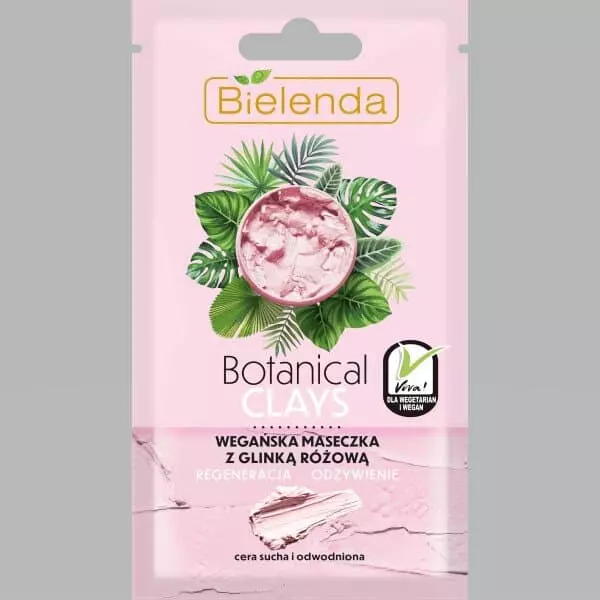 Bielenda
Botanical
CLAYS
Viva!
DLA WEGETARIAN
I WEGAN
WEGAŃSKA MASECZKA
Z GLINKĄ RÓŻOWĄ
REGENERACJA ODŻYWIENIE
cera sucha i odwodniona